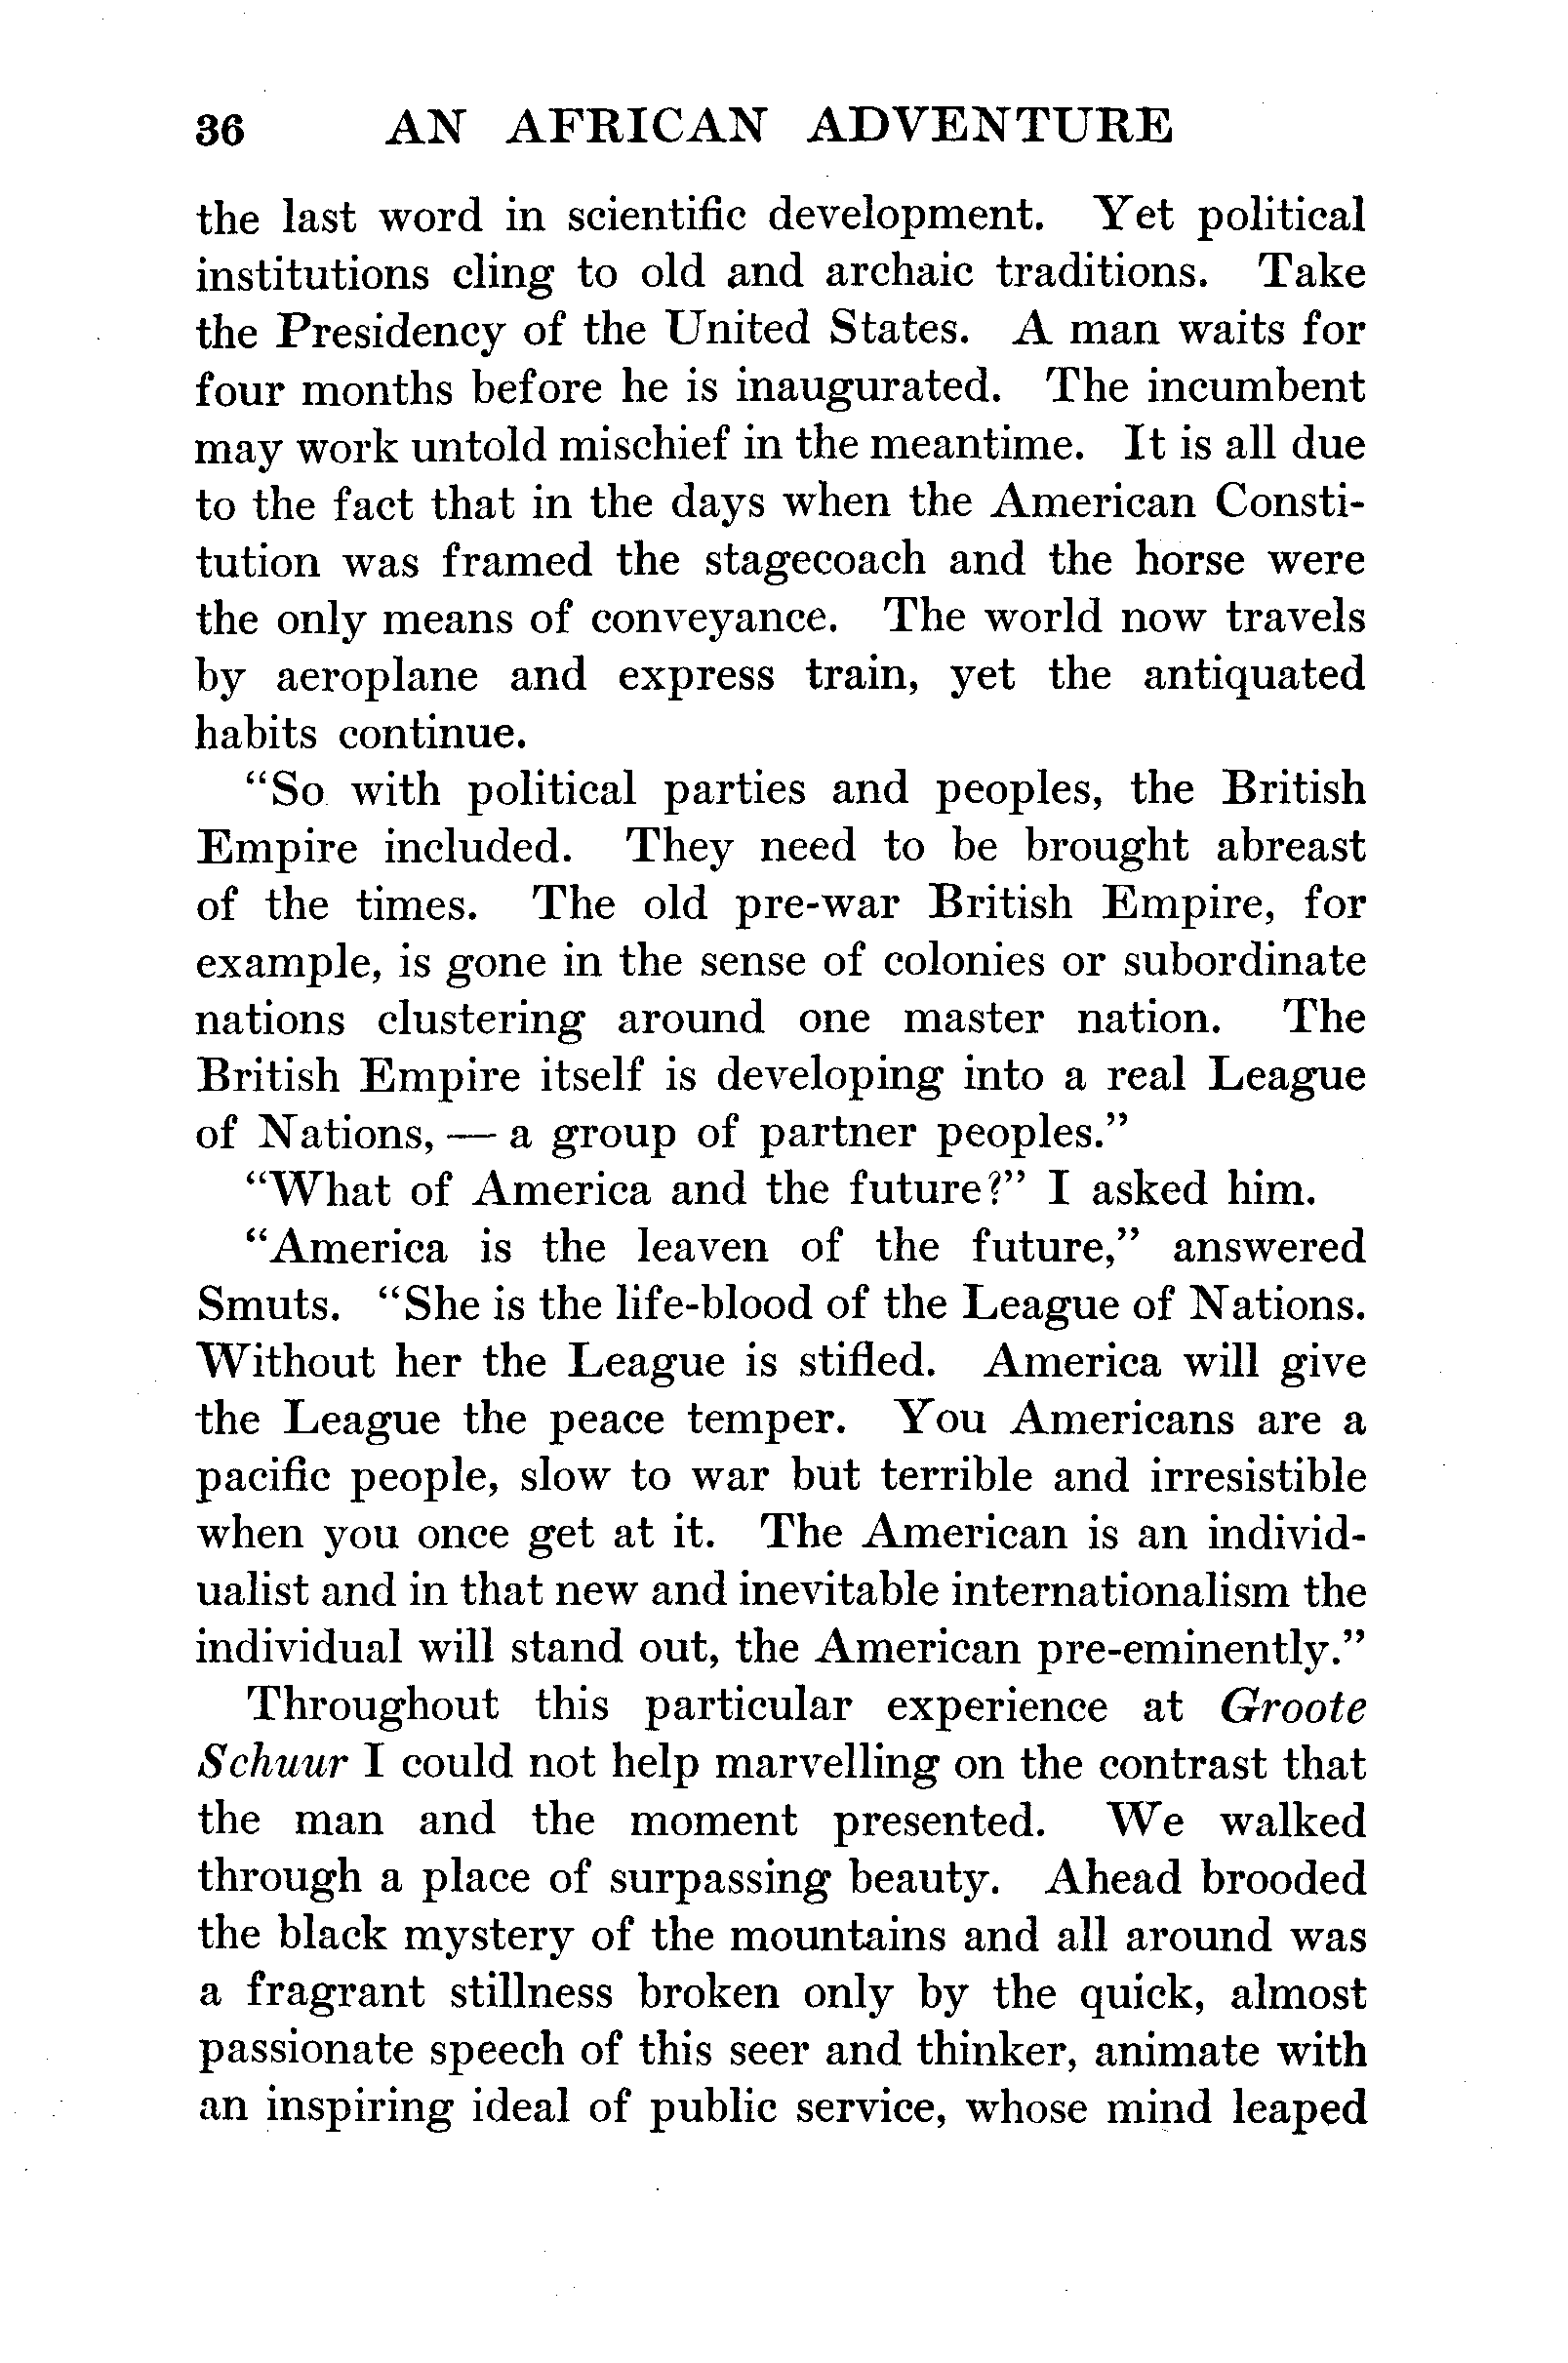 36 AN AFRICAN ADVENTURE
the last word in scientific development. Yet political
institutions cling to old and archaic traditions. Take
the Presidency of the United States. A man waits for
four months before he is inaugurated. The incumbent
may work untold mischief in the meantime. It is all due
to the fact that in the days when the American Consti-
tution was framed the stagecoach and the horse were
the only means of conveyance. The world now travels
by aeroplane and express train, yet the antiquated
habits continue.
“So with political parties and peoples, the British
Empire included. They need to be brought abreast
of the times. The old pre-war British Empire, for
example, is gone in the sense of colonies or subordinate
nations clustering around one master nation. The
British Empire itself is developing into a real League
of Nations, — a group of partner peoples.”
“What of America and the future?” I asked him.
“America is the leaven of the future,” answered
Smuts. “She is the life-blood of the League of Nations.
Without her the League is stifled. America will give
the League the peace temper. You Americans are a
pacific people, slow to war but terrible and irresistible
when you once get at it. The American is an individ-
ualist and in that new and inevitable internationalism the
individual will stand out, the American pre-eminently.”
Throughout this particular experience at Groote
Schuur I could not help marvelling on the contrast that
the man and the moment presented. We walked
through a place of surpassing beauty. Ahead brooded
the black mystery of the mountains and all around was
a fragrant stillness broken only by the quick, almost
passionate speech of this seer and thinker, animate with
an inspiring ideal of public service, whose mind leaped